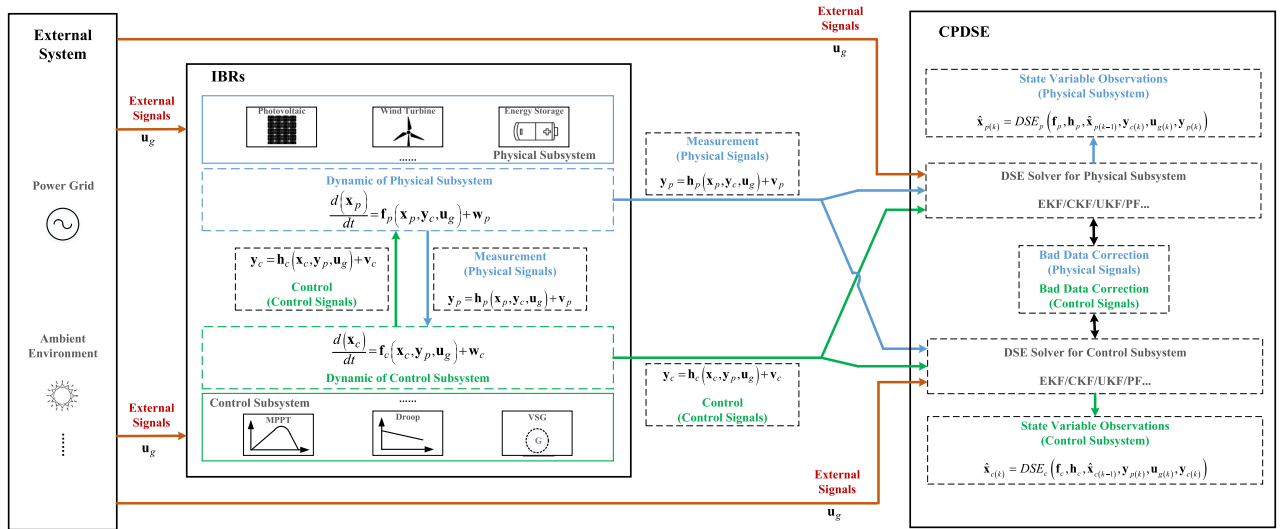 External
System
Power Grid
Ambient
Environment
External
Signals
u_g
External
Signals
u_g
IBRs
Photovoltaic
Wind Turbine
Energy Storage
......
Physical Subsystem
Dynamic of Physical Subsystem
d(x_p)/dt = f_p(x_p, y_c, u_g) + w_p
y_c = h_c(x_c, y_p, u_g) + v_c
Control
(Control Signals)
Measurement
(Physical Signals)
y_p = h_p(x_p, y_c, u_g) + v_p
d(x_c)/dt = f_c(x_c, y_p, u_g) + w_c
Dynamic of Control Subsystem
Control Subsystem
......
MPPT
Droop
VSG
G
Measurement
(Physical Signals)
y_p = h_p(x_p, y_c, u_g) + v_p
y_c = h_c(x_c, y_p, u_g) + v_c
Control
(Control Signals)
External
Signals
u_g
External
Signals
u_g
CPDSE
State Variable Observations
(Physical Subsystem)
x̂_p(k) = DSE_p(f_p, h_p, x̂_p(k-1), y_c(k), u_g(k), y_p(k))
DSE Solver for Physical Subsystem
EKF/CKF/UKF/PF...
Bad Data Correction
(Physical Signals)
Bad Data Correction
(Control Signals)
DSE Solver for Control Subsystem
EKF/CKF/UKF/PF...
State Variable Observations
(Control Subsystem)
x̂_c(k) = DSE_c(f_c, h_c, x̂_c(k-1), y_p(k), u_g(k), y_c(k))